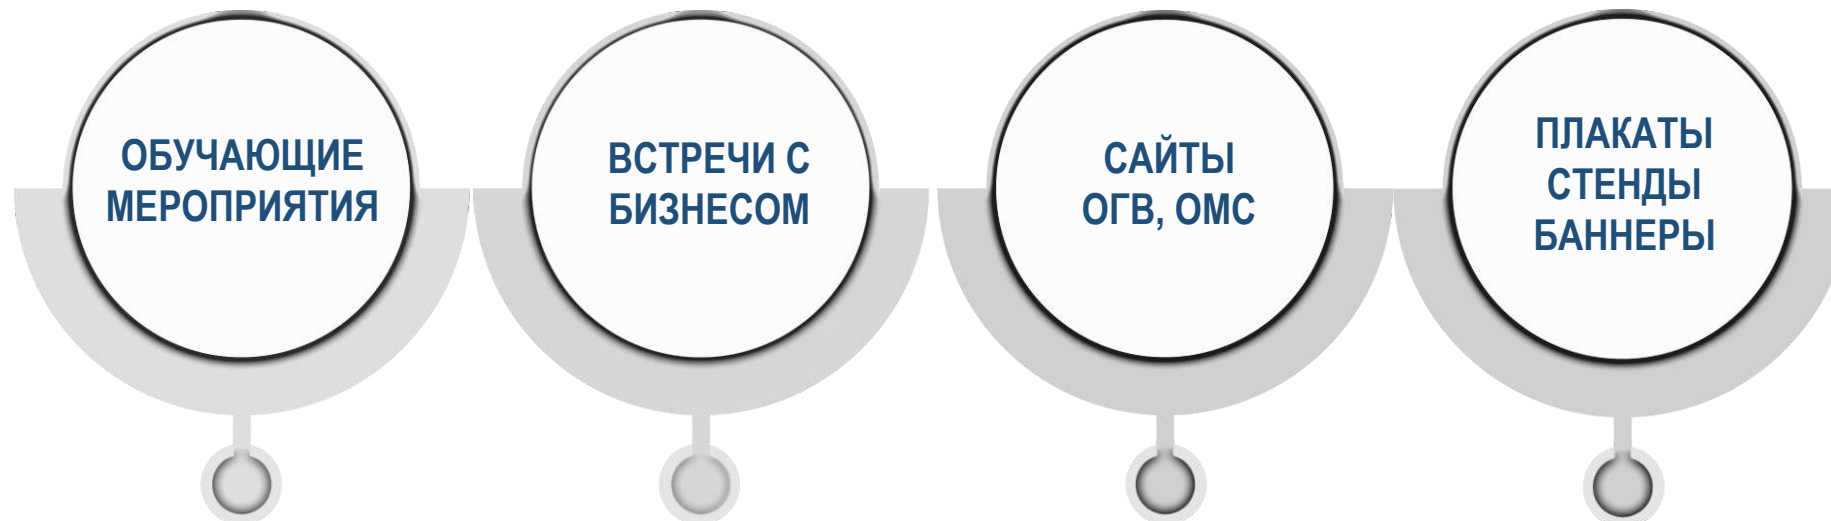 ОБУЧАЮЩИЕ
МЕРОПРИЯТИЯ
ВСТРЕЧИ С
БИЗНЕСОМ
САЙТЫ
ОГВ, ОМС
ПЛАКАТЫ
СТЕНДЫ
БАННЕРЫ